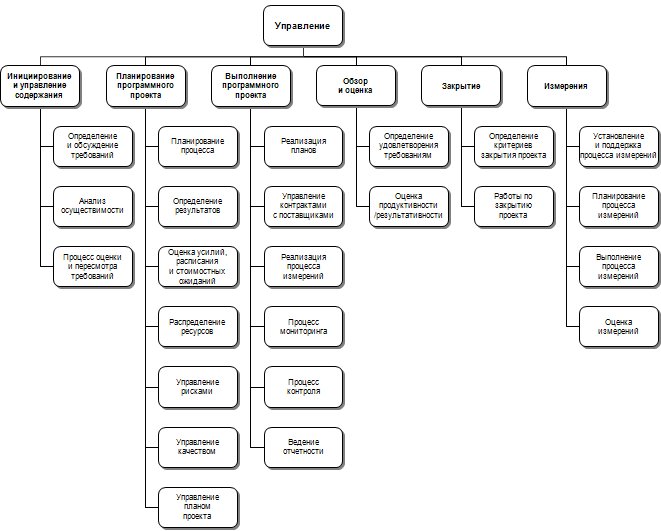 Управление
Инициирование
и управление
содержания
Определение
и обсуждение
требований
Анализ
осуществимости
Процесс оценки
и пересмотра
требований
Планирование
программного
проекта
Планирование
процесса
Определение
результатов
Оценка усилий,
расписания
и стоимостных
ожиданий
Распределение
ресурсов
Управление
рисками
Управление
качеством
Управление
планом
проекта
Выполнение
программного
проекта
Реализация
планов
Управление
контрактами
с поставщиками
Реализация
процесса
измерений
Процесс
мониторинга
Процесс
контроля
Ведение
отчетности
Обзор
и оценка
Определение
удовлетворения
требованиям
Оценка
продуктивности
/результативности
Закрытие
Определение
критериев
закрытия проекта
Работы по
закрытию
проекта
Измерения
Установление
и поддержка
процесса измерений
Планирование
процесса
измерений
Выполнение
процесса
измерений
Оценка
измерений